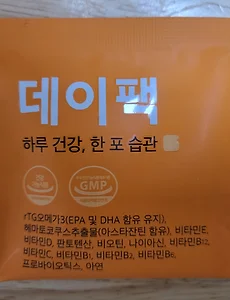 데이팩
하루 건강, 한 포 습관
GMP
rTG오메가3(EPA 및 DHA 함유 유지),
헤마토코쿠스추출물(아스타잔틴 함유), 비타민E,
비타민D, 판토텐산, 비오틴, 나이아신, 비타민B12,
비타민C, 비타민B1, 비타민B2, 비타민B6,
프로바이오틱스, 아연